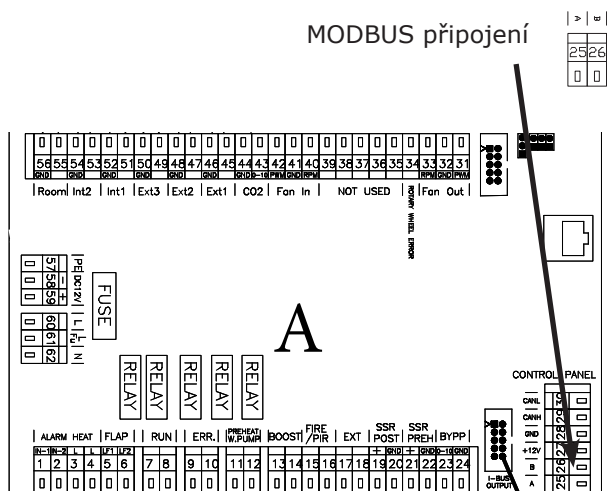 MODBUS připojení
A B
25 26
56 55 54 53 52 51 50 49 48 47 46 45 44 43 42 41 40 39 38 37 36 35 34 33 32 31
GND GND GND GND GND GND GND 0-10 PWM GND RPM RPM GND PWM
Room Int2 Int1 Ext3 Ext2 Ext1 CO2 Fan In NOT USED ROTARY WHEEL ERROR Fan Out
57 PE
58 - DC12V
59 +
60 L
61 L Fu
62 N
FUSE
A
RELAY RELAY RELAY RELAY RELAY
CONTROL PANEL
CANL 30
CANH 29
GND 28
+12V 27
B 26
A 25
I-BUS OUTPUT
ALARM HEAT FLAP RUN ERR. PREHEAT W.PUMP BOOST FIRE /PIR EXT SSR POST SSR PREH BYPP
IN-1 IN-2 L L LF1 LF2 + GND + GND 0-10 GND
1 2 3 4 5 6 7 8 9 10 11 12 13 14 15 16 17 18 19 20 21 22 23 24